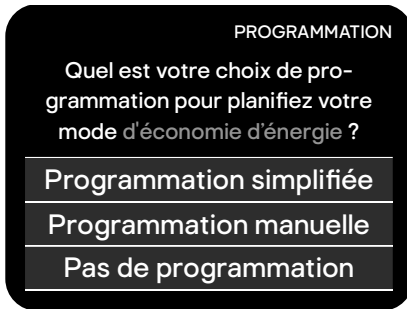 PROGRAMMATION
Quel est votre choix de pro-
grammation pour planifiez votre
mode d'économie d’énergie ?
Programmation simplifiée
Programmation manuelle
Pas de programmation